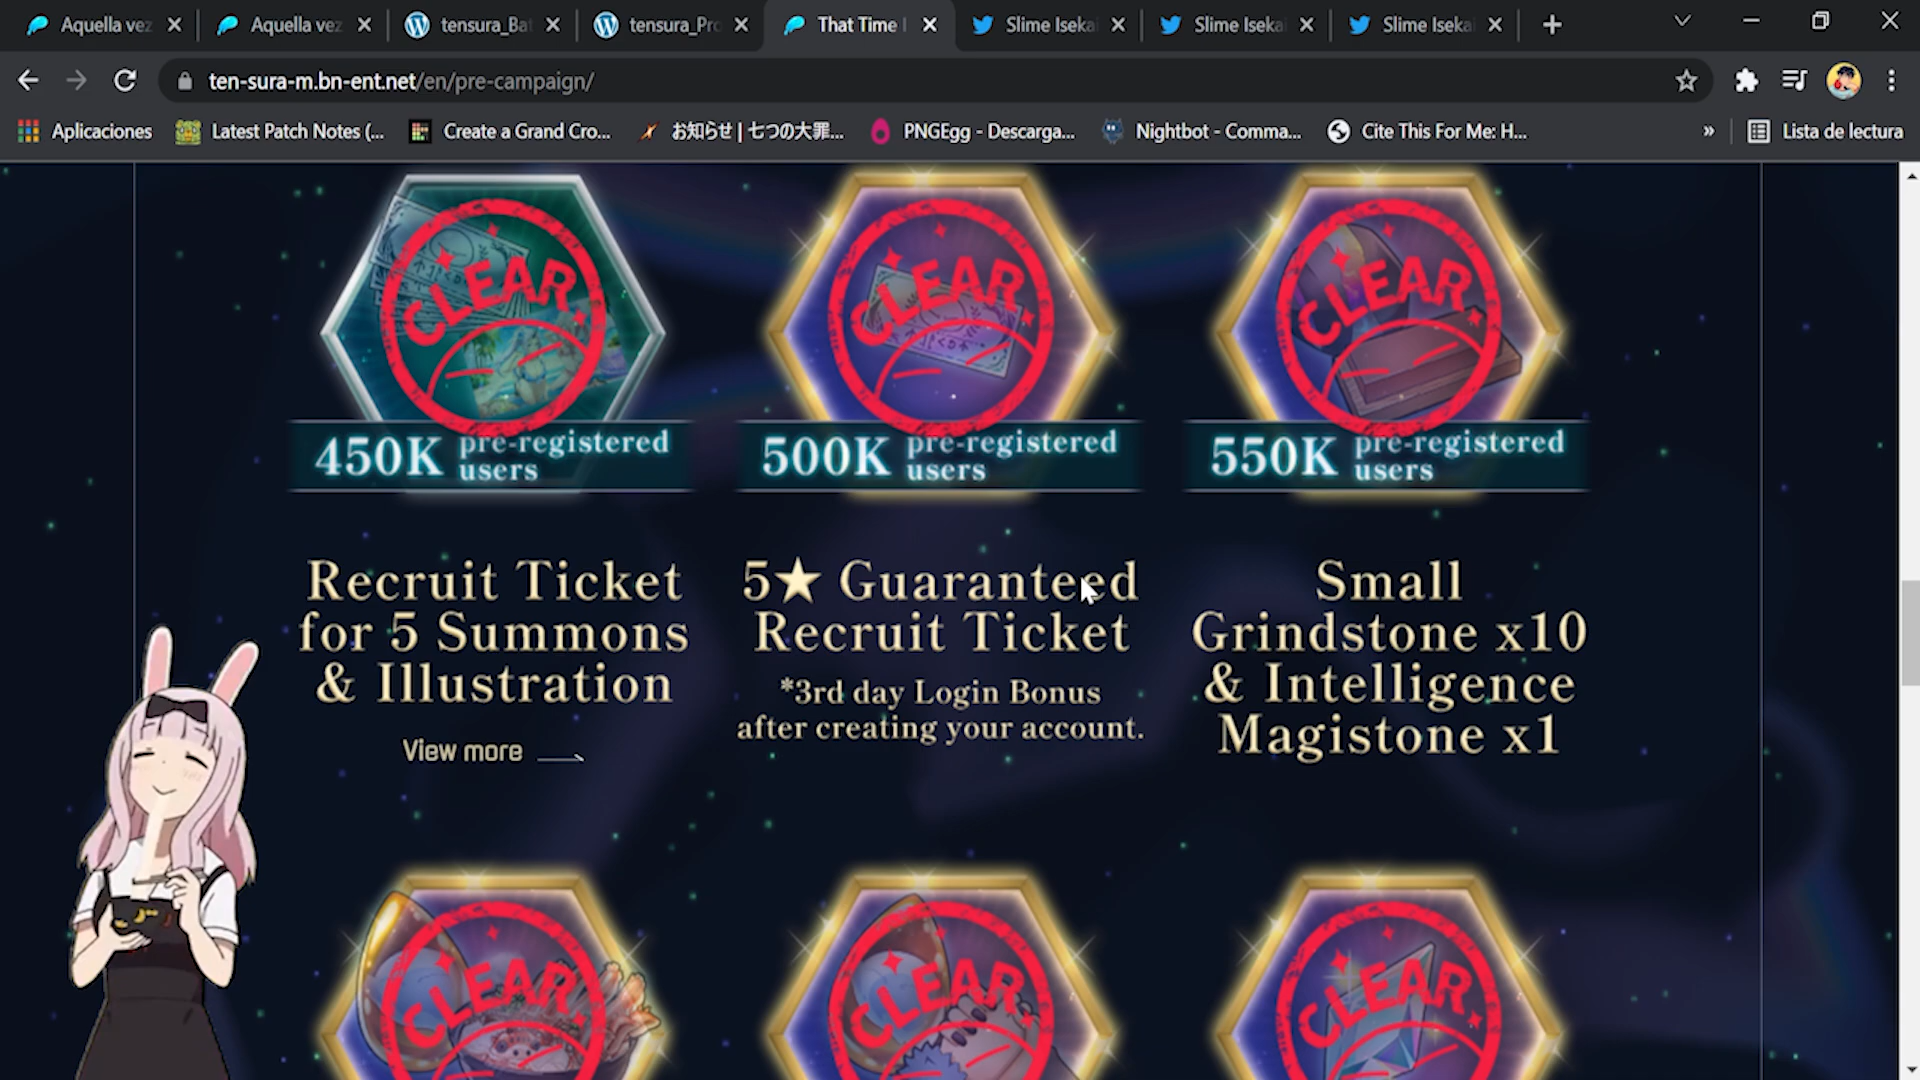 Aquella vez
Aquella vez
tensura_Bat
tensura_Pro
That Time I
Slime Iseka
Slime Iseka
Slime Iseka
ten-sura-m.bn-ent.net/en/pre-campaign/
Aplicaciones
Latest Patch Notes (...
Create a Grand Cro...
お知らせ | 七つの大罪...
PNGEgg - Descarga...
Nightbot - Comma...
Cite This For Me: H...
»
Lista de lectura
CLEAR
CLEAR
CLEAR
450K pre-registered users
500K pre-registered users
550K pre-registered users
Recruit Ticket
for 5 Summons
& Illustration
View more
5★ Guaranteed
Recruit Ticket
*3rd day Login Bonus
after creating your account.
Small
Grindstone x10
& Intelligence
Magistone x1
CLEAR
CLEAR
CLEAR